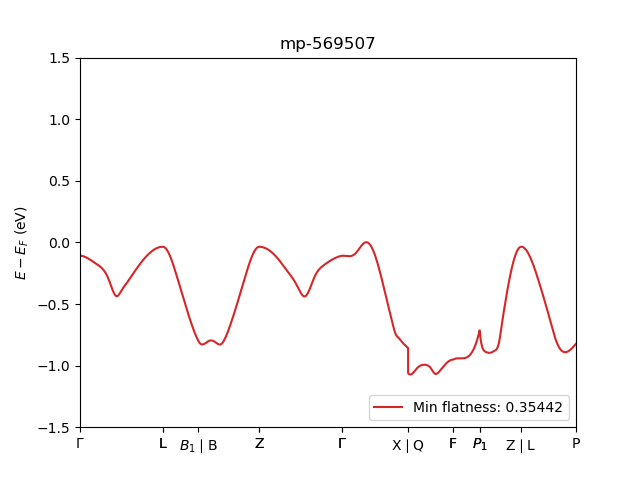 mp-569507
E − E_F (eV)
1.5
1.0
0.5
0.0
−0.5
−1.0
−1.5
Min flatness: 0.35442
Γ L B₁ | B Z Γ X | Q F P₁ Z | L P